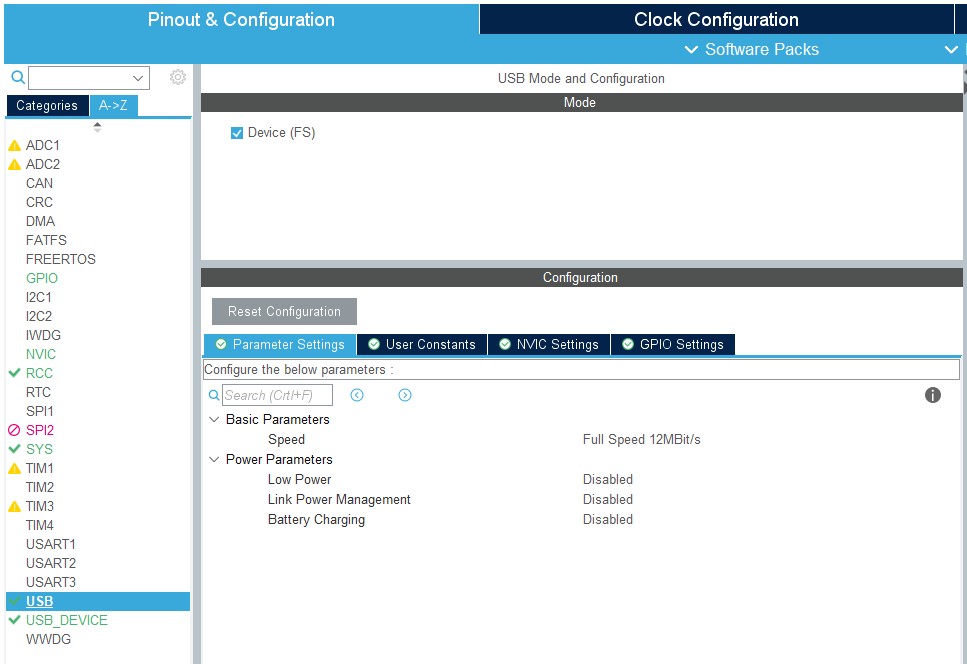 Pinout & Configuration
Clock Configuration
Software Packs
Categories
A->Z
ADC1
ADC2
CAN
CRC
DMA
FATFS
FREERTOS
GPIO
I2C1
I2C2
IWDG
NVIC
RCC
RTC
SPI1
SPI2
SYS
TIM1
TIM2
TIM3
TIM4
USART1
USART2
USART3
USB
USB_DEVICE
WWDG
USB Mode and Configuration
Mode
Device (FS)
Configuration
Reset Configuration
Parameter Settings
User Constants
NVIC Settings
GPIO Settings
Configure the below parameters :
Search (Crtl+F)
Basic Parameters
Speed Full Speed 12MBit/s
Power Parameters
Low Power Disabled
Link Power Management Disabled
Battery Charging Disabled